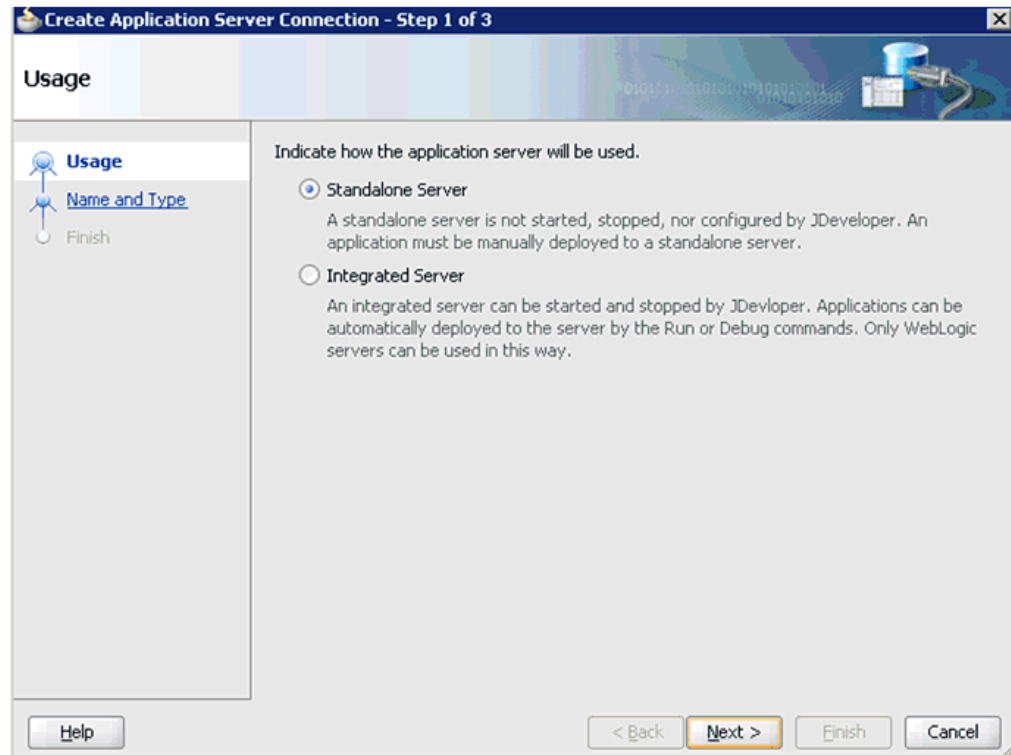 Create Application Server Connection - Step 1 of 3
Usage
Usage
Name and Type
Finish
Indicate how the application server will be used.
Standalone Server
A standalone server is not started, stopped, nor configured by JDeveloper. An
application must be manually deployed to a standalone server.
Integrated Server
An integrated server can be started and stopped by JDevloper. Applications can be
automatically deployed to the server by the Run or Debug commands. Only WebLogic
servers can be used in this way.
Help
< Back
Next >
Finish
Cancel